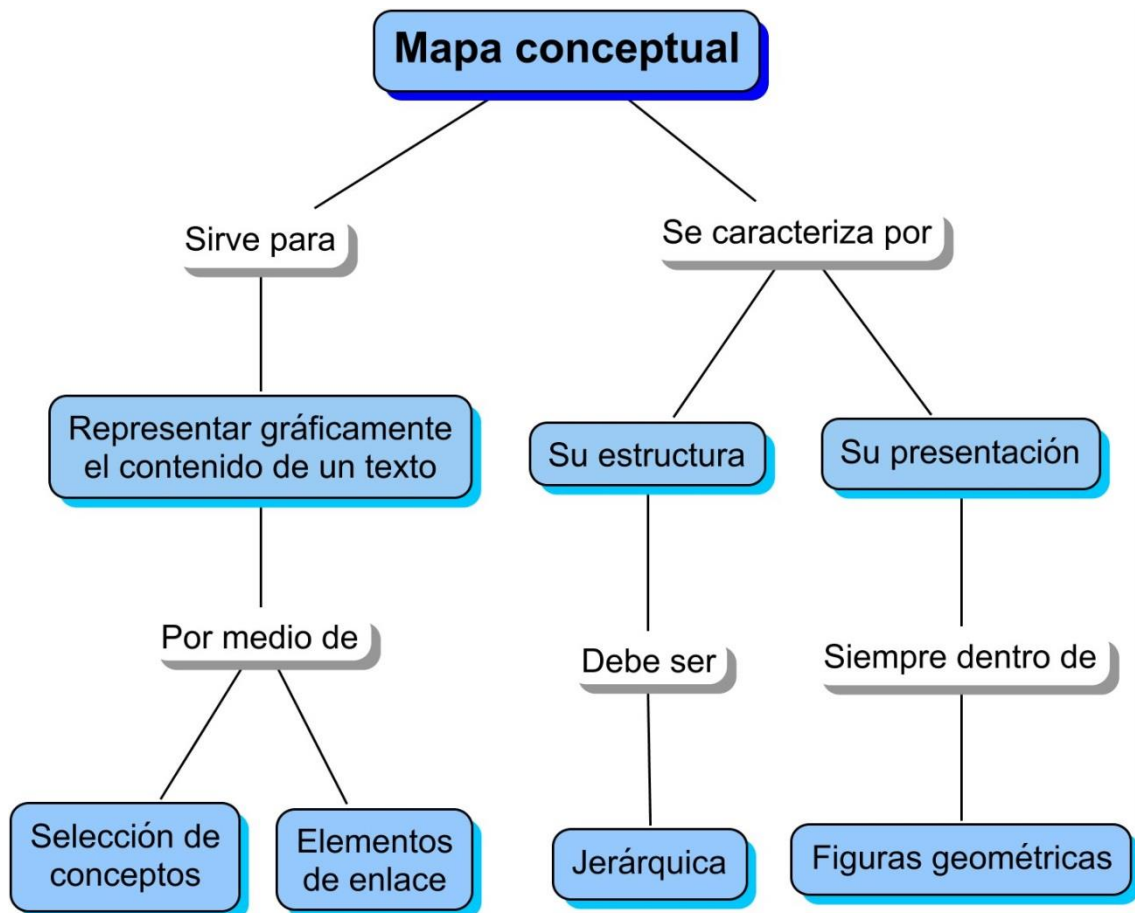 Mapa conceptual
Sirve para
Se caracteriza por
Representar gráficamente
el contenido de un texto
Su estructura
Su presentación
Por medio de
Debe ser
Siempre dentro de
Selección de
conceptos
Elementos
de enlace
Jerárquica
Figuras geométricas